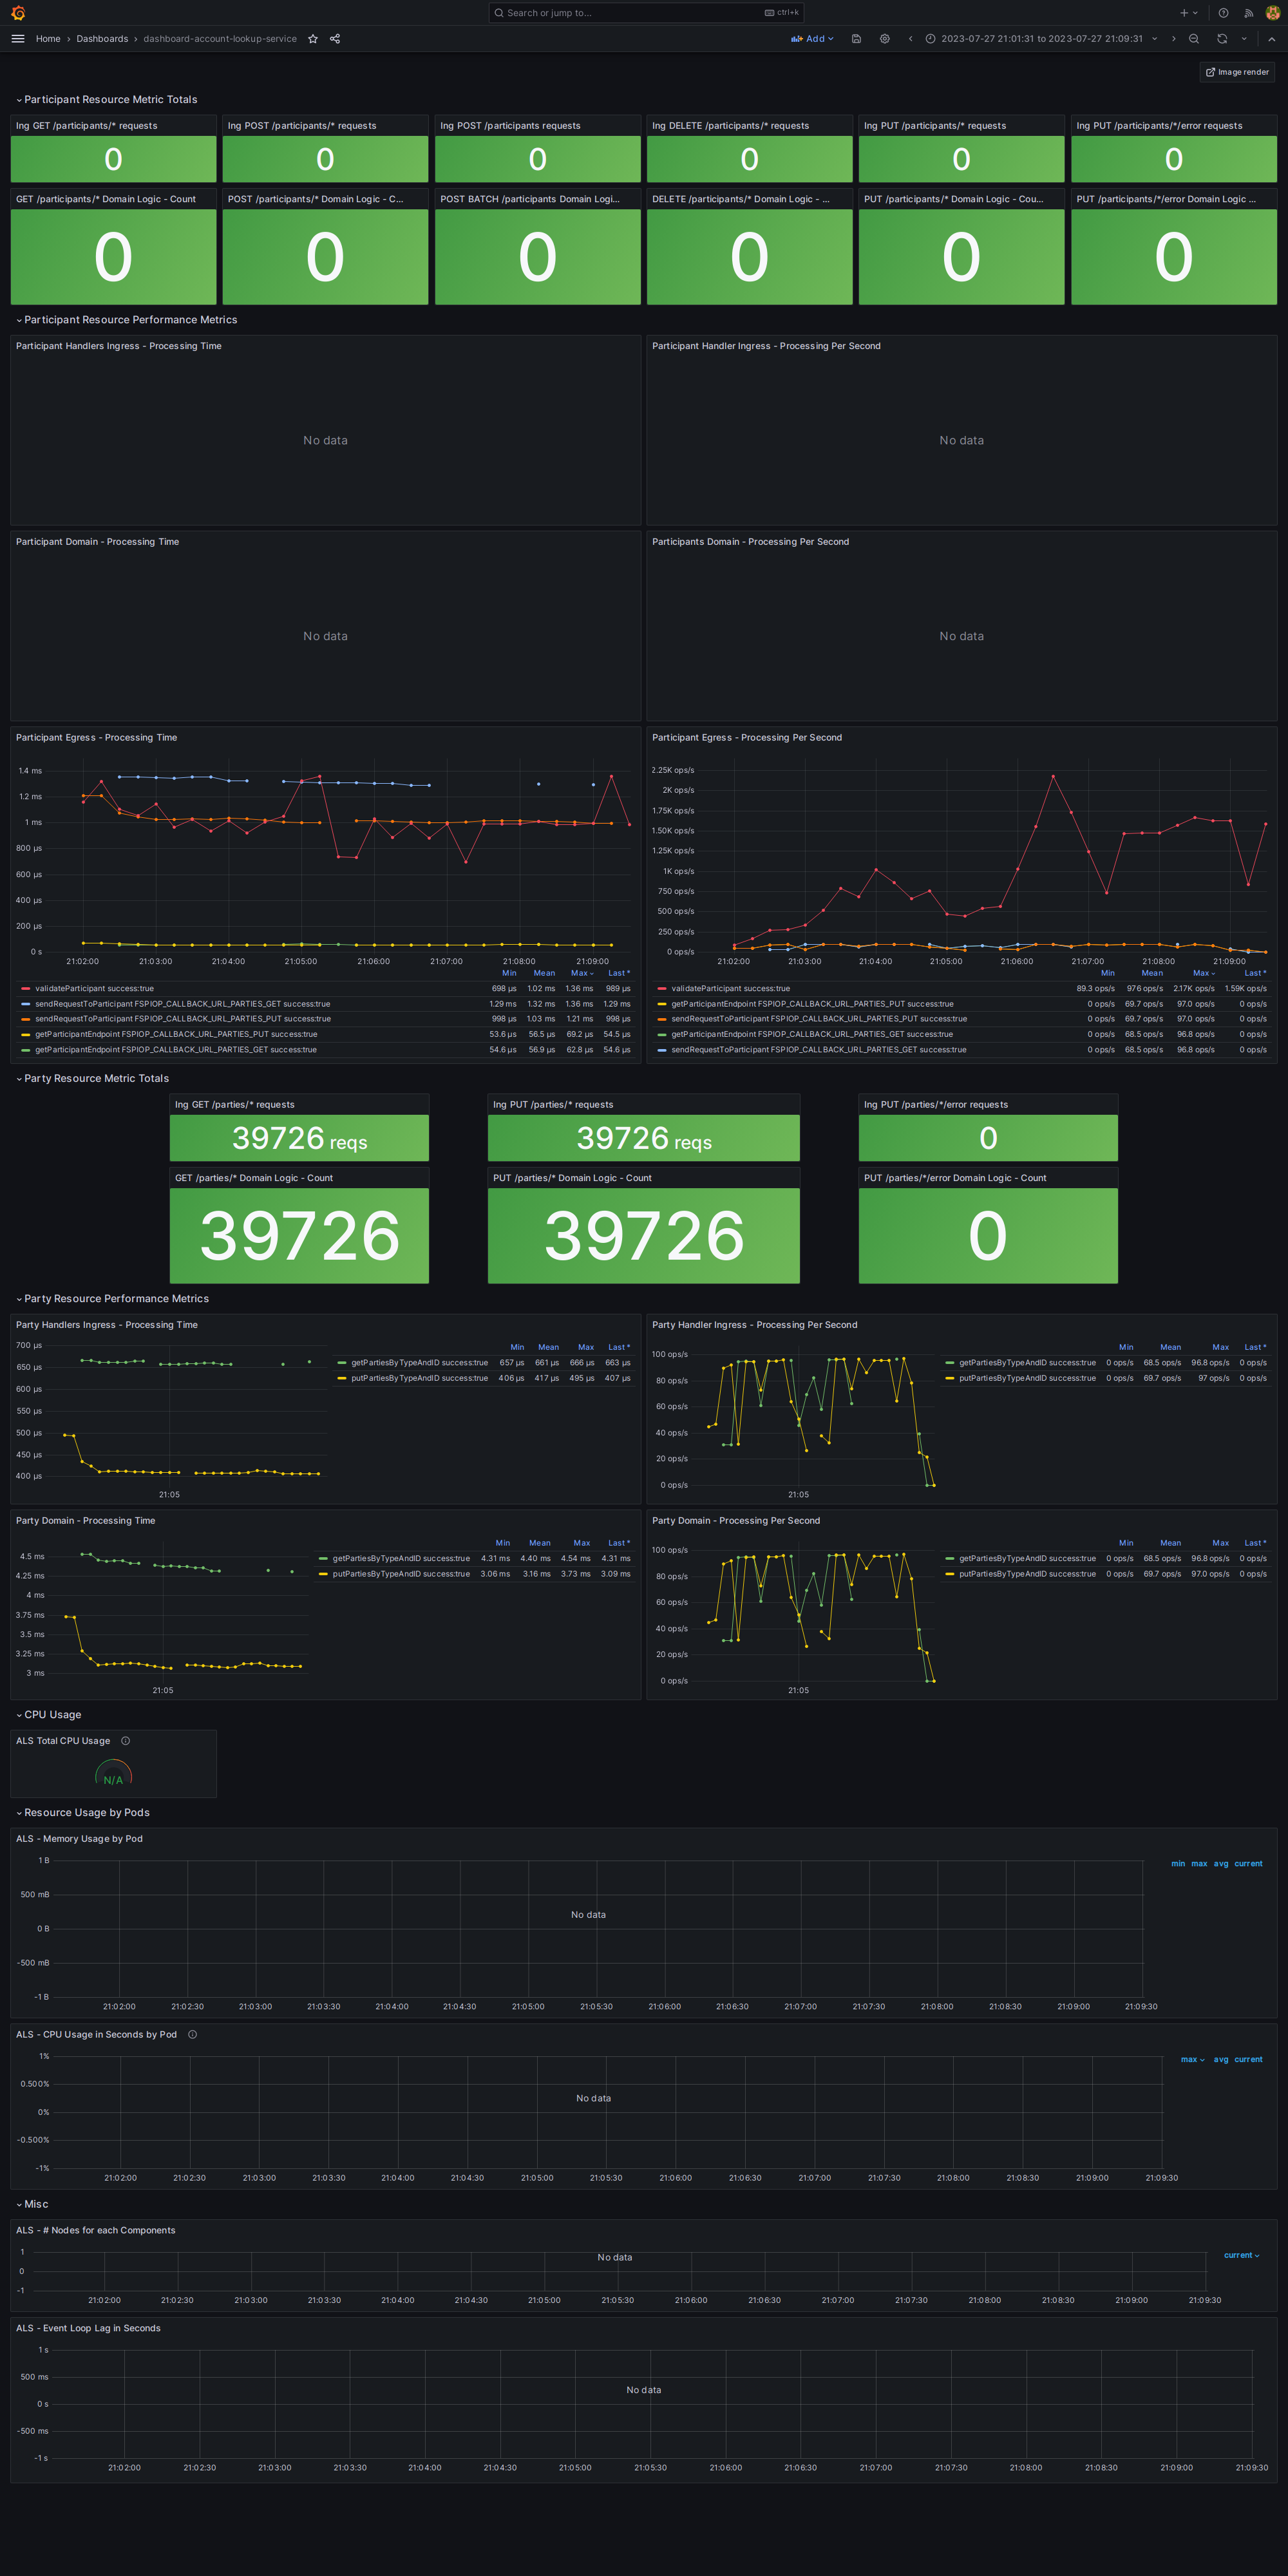 Search or jump to... ctrl+k
Home › Dashboards › dashboard-account-lookup-service Add 2023-07-27 21:01:31 to 2023-07-27 21:09:31
Image render
Participant Resource Metric Totals
Ing GET /participants/* requests Ing POST /participants/* requests Ing POST /participants requests Ing DELETE /participants/* requests Ing PUT /participants/* requests Ing PUT /participants/*/error requests
0 0 0 0 0 0
GET /participants/* Domain Logic - Count POST /participants/* Domain Logic - C... POST BATCH /participants Domain Logi... DELETE /participants/* Domain Logic - ... PUT /participants/* Domain Logic - Cou... PUT /participants/*/error Domain Logic ...
0 0 0 0 0 0
Participant Resource Performance Metrics
Participant Handlers Ingress - Processing Time Participant Handler Ingress - Processing Per Second
No data No data
Participant Domain - Processing Time Participants Domain - Processing Per Second
No data No data
Participant Egress - Processing Time
1.4 ms
1.2 ms
1 ms
800 µs
600 µs
400 µs
200 µs
0 s
21:02:00 21:03:00 21:04:00 21:05:00 21:06:00 21:07:00 21:08:00 21:09:00
Min Mean Max Last *
validateParticipant success:true 698 µs 1.02 ms 1.36 ms 989 µs
sendRequestToParticipant FSPIOP_CALLBACK_URL_PARTIES_GET success:true 1.29 ms 1.32 ms 1.36 ms 1.29 ms
sendRequestToParticipant FSPIOP_CALLBACK_URL_PARTIES_PUT success:true 998 µs 1.03 ms 1.21 ms 998 µs
getParticipantEndpoint FSPIOP_CALLBACK_URL_PARTIES_PUT success:true 53.6 µs 56.5 µs 69.2 µs 54.5 µs
getParticipantEndpoint FSPIOP_CALLBACK_URL_PARTIES_GET success:true 54.6 µs 56.9 µs 62.8 µs 54.6 µs
Participant Egress - Processing Per Second
2.25K ops/s
2K ops/s
1.75K ops/s
1.50K ops/s
1.25K ops/s
1K ops/s
750 ops/s
500 ops/s
250 ops/s
0 ops/s
21:02:00 21:03:00 21:04:00 21:05:00 21:06:00 21:07:00 21:08:00 21:09:00
Min Mean Max Last *
validateParticipant success:true 89.3 ops/s 976 ops/s 2.17K ops/s 1.59K ops/s
getParticipantEndpoint FSPIOP_CALLBACK_URL_PARTIES_PUT success:true 0 ops/s 69.7 ops/s 97.0 ops/s 0 ops/s
sendRequestToParticipant FSPIOP_CALLBACK_URL_PARTIES_PUT success:true 0 ops/s 69.7 ops/s 97.0 ops/s 0 ops/s
getParticipantEndpoint FSPIOP_CALLBACK_URL_PARTIES_GET success:true 0 ops/s 68.5 ops/s 96.8 ops/s 0 ops/s
sendRequestToParticipant FSPIOP_CALLBACK_URL_PARTIES_GET success:true 0 ops/s 68.5 ops/s 96.8 ops/s 0 ops/s
Party Resource Metric Totals
Ing GET /parties/* requests Ing PUT /parties/* requests Ing PUT /parties/*/error requests
39726 reqs 39726 reqs 0
GET /parties/* Domain Logic - Count PUT /parties/* Domain Logic - Count PUT /parties/*/error Domain Logic - Count
39726 39726 0
Party Resource Performance Metrics
Party Handlers Ingress - Processing Time
700 µs
650 µs
600 µs
550 µs
500 µs
450 µs
400 µs
21:05
Min Mean Max Last *
getPartiesByTypeAndID success:true 657 µs 661 µs 666 µs 663 µs
putPartiesByTypeAndID success:true 406 µs 417 µs 495 µs 407 µs
Party Handler Ingress - Processing Per Second
100 ops/s
80 ops/s
60 ops/s
40 ops/s
20 ops/s
0 ops/s
21:05
Min Mean Max Last *
getPartiesByTypeAndID success:true 0 ops/s 68.5 ops/s 96.8 ops/s 0 ops/s
putPartiesByTypeAndID success:true 0 ops/s 69.7 ops/s 97 ops/s 0 ops/s
Party Domain - Processing Time
4.5 ms
4.25 ms
4 ms
3.75 ms
3.5 ms
3.25 ms
3 ms
21:05
Min Mean Max Last *
getPartiesByTypeAndID success:true 4.31 ms 4.40 ms 4.54 ms 4.31 ms
putPartiesByTypeAndID success:true 3.06 ms 3.16 ms 3.73 ms 3.09 ms
Party Domain - Processing Per Second
100 ops/s
80 ops/s
60 ops/s
40 ops/s
20 ops/s
0 ops/s
21:05
Min Mean Max Last *
getPartiesByTypeAndID success:true 0 ops/s 68.5 ops/s 96.8 ops/s 0 ops/s
putPartiesByTypeAndID success:true 0 ops/s 69.7 ops/s 97.0 ops/s 0 ops/s
CPU Usage
ALS Total CPU Usage
N/A
Resource Usage by Pods
ALS - Memory Usage by Pod
1 B
500 mB
0 B
-500 mB
-1 B
No data
min max avg current
21:02:00 21:02:30 21:03:00 21:03:30 21:04:00 21:04:30 21:05:00 21:05:30 21:06:00 21:06:30 21:07:00 21:07:30 21:08:00 21:08:30 21:09:00 21:09:30
ALS - CPU Usage in Seconds by Pod
1%
0.500%
0%
-0.500%
-1%
No data
max avg current
21:02:00 21:02:30 21:03:00 21:03:30 21:04:00 21:04:30 21:05:00 21:05:30 21:06:00 21:06:30 21:07:00 21:07:30 21:08:00 21:08:30 21:09:00 21:09:30
Misc
ALS - # Nodes for each Components
1
0
-1
No data
current
21:02:00 21:02:30 21:03:00 21:03:30 21:04:00 21:04:30 21:05:00 21:05:30 21:06:00 21:06:30 21:07:00 21:07:30 21:08:00 21:08:30 21:09:00 21:09:30
ALS - Event Loop Lag in Seconds
1 s
500 ms
0 s
-500 ms
-1 s
No data
21:02:00 21:02:30 21:03:00 21:03:30 21:04:00 21:04:30 21:05:00 21:05:30 21:06:00 21:06:30 21:07:00 21:07:30 21:08:00 21:08:30 21:09:00 21:09:30